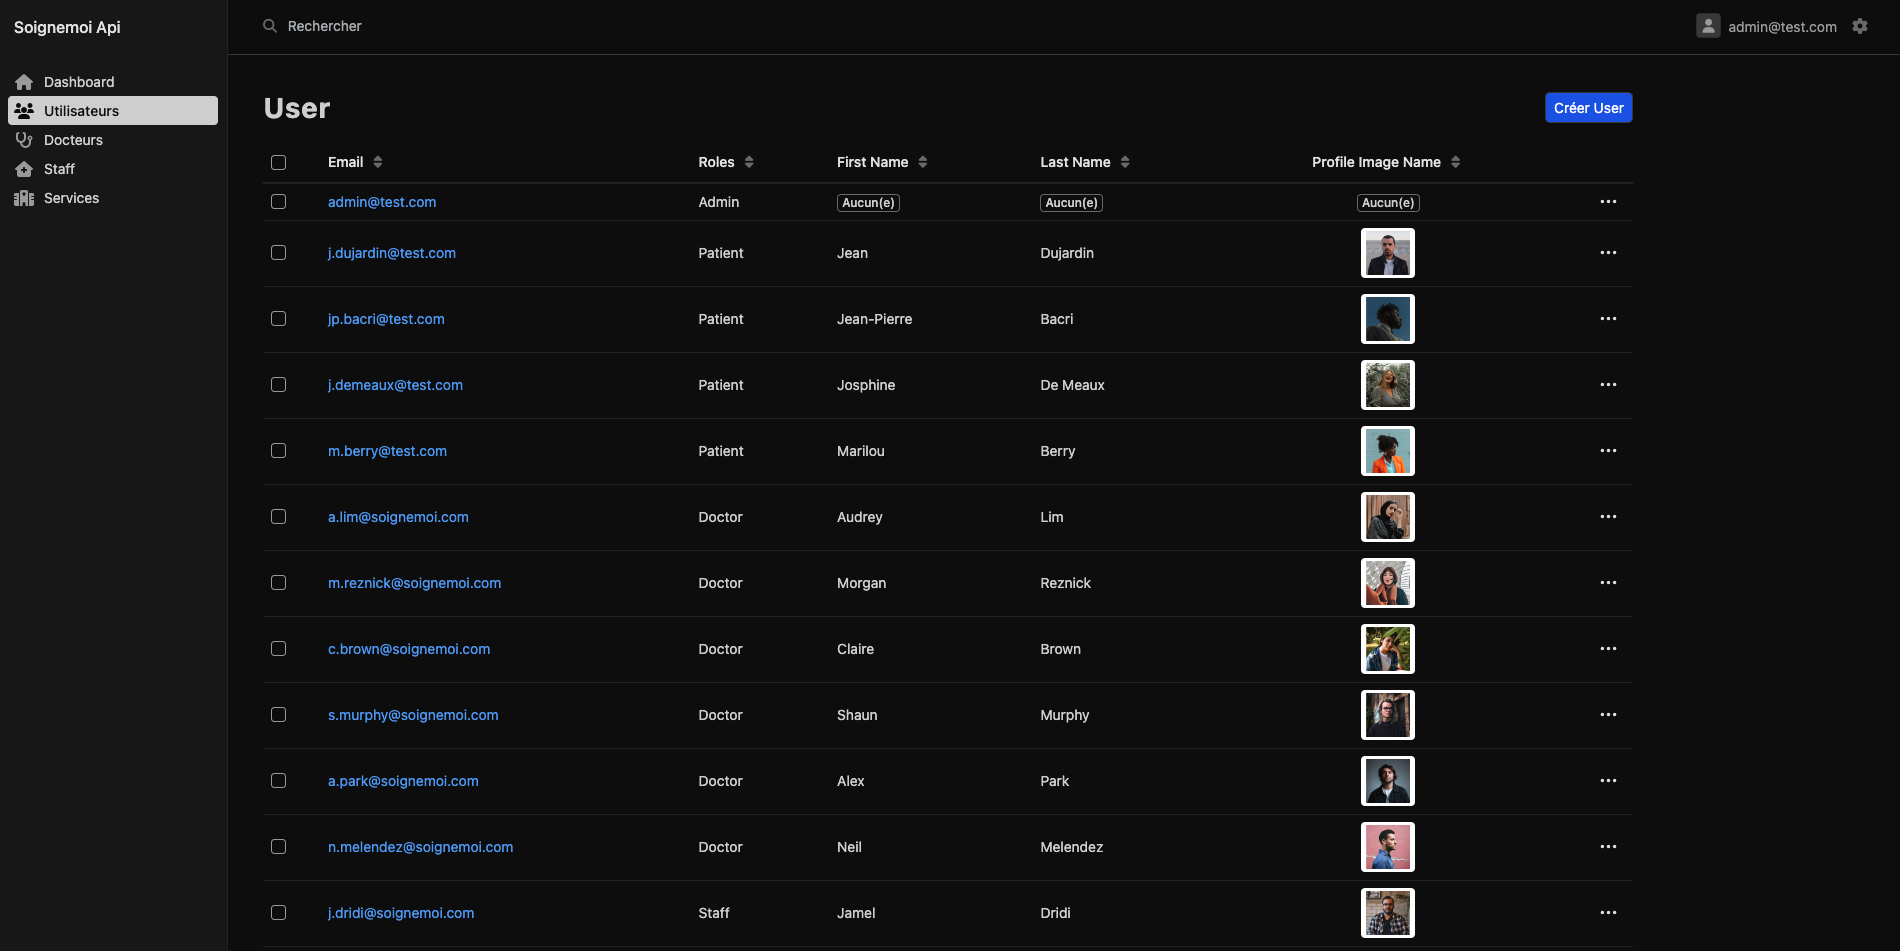 Soignemoi Api
Rechercher
admin@test.com
Dashboard
Utilisateurs
Docteurs
Staff
Services
User
Créer User
Email Roles First Name Last Name Profile Image Name
admin@test.com Admin Aucun(e) Aucun(e) Aucun(e)
j.dujardin@test.com Patient Jean Dujardin
jp.bacri@test.com Patient Jean-Pierre Bacri
j.demeaux@test.com Patient Josphine De Meaux
m.berry@test.com Patient Marilou Berry
a.lim@soignemoi.com Doctor Audrey Lim
m.reznick@soignemoi.com Doctor Morgan Reznick
c.brown@soignemoi.com Doctor Claire Brown
s.murphy@soignemoi.com Doctor Shaun Murphy
a.park@soignemoi.com Doctor Alex Park
n.melendez@soignemoi.com Doctor Neil Melendez
j.dridi@soignemoi.com Staff Jamel Dridi